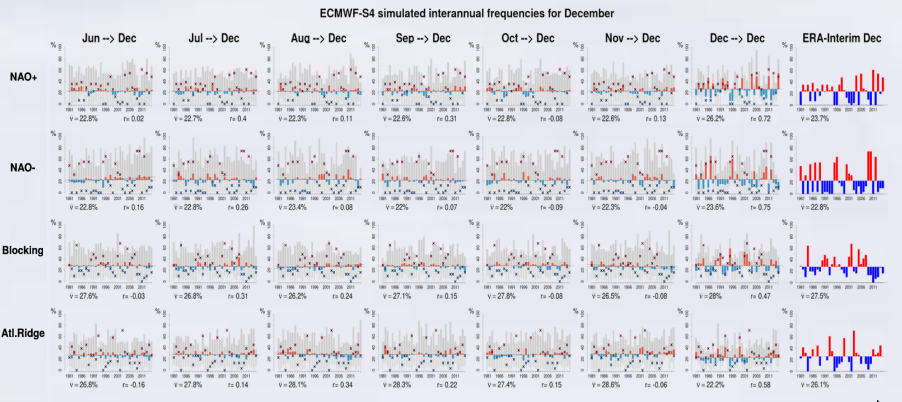 ECMWF-S4 simulated interannual frequencies for December
Jun --> Dec Jul --> Dec Aug --> Dec Sep --> Dec Oct --> Dec Nov --> Dec Dec --> Dec ERA-Interim Dec
NAO+
v = 22.8% r= 0.02 v = 22.7% r= 0.4 v = 22.3% r= 0.11 v = 22.6% r= 0.31 v = 22.8% r= -0.08 v = 22.6% r= 0.13 v = 26.2% r= 0.72 v = 23.7%
NAO-
v = 22.8% r= 0.16 v = 22.8% r= 0.26 v = 23.4% r= 0.08 v = 22% r= 0.07 v = 22% r= -0.09 v = 22.3% r= -0.04 v = 23.6% r= 0.75 v = 22.8%
Blocking
v = 27.6% r= -0.03 v = 26.8% r= 0.31 v = 26.2% r= 0.24 v = 27.1% r= 0.15 v = 27.8% r= -0.08 v = 26.5% r= -0.08 v = 28% r= 0.47 v = 27.5%
Atl.Ridge
v = 26.8% r= -0.16 v = 27.8% r= 0.14 v = 28.1% r= 0.34 v = 28.3% r= 0.22 v = 27.4% r= 0.15 v = 28.6% r= -0.06 v = 22.2% r= 0.58 v = 26.1%